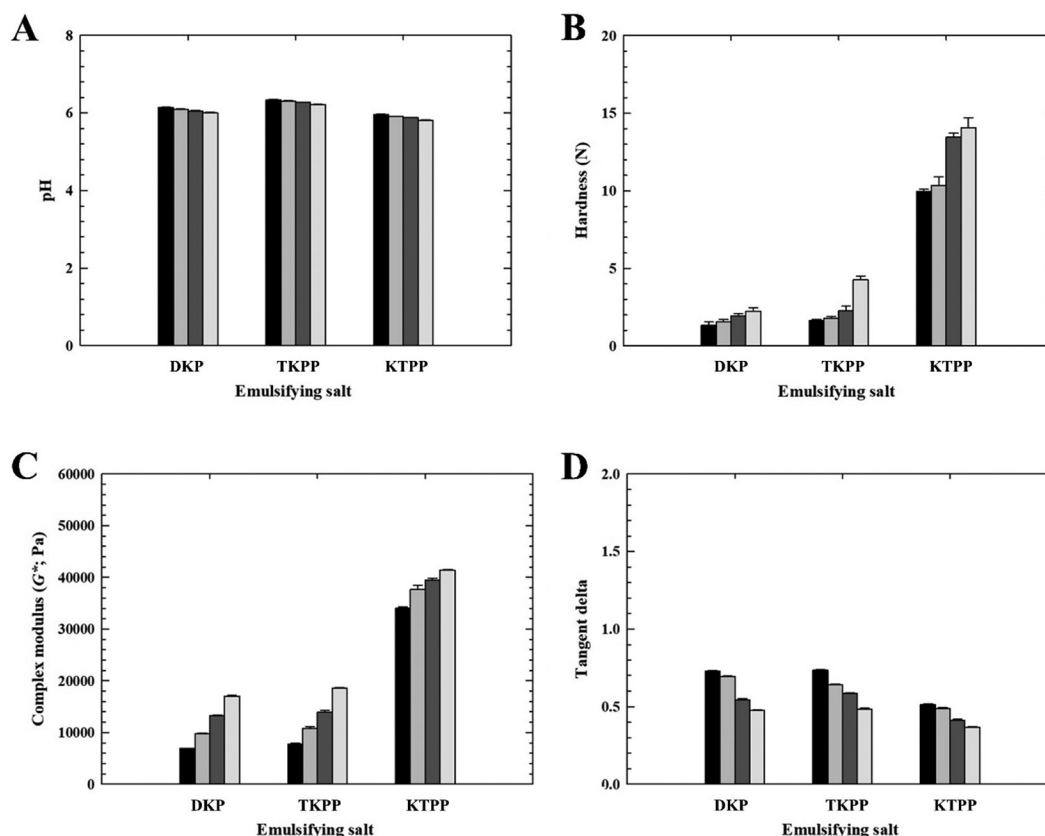 A
8
6
4
2
0
pH
DKP TKPP KTPP
Emulsifying salt
B
20
15
10
5
0
Hardness (N)
DKP TKPP KTPP
Emulsifying salt
C
60000
50000
40000
30000
20000
10000
0
Complex modulus (G*; Pa)
DKP TKPP KTPP
Emulsifying salt
D
2.0
1.5
1.0
0.5
0.0
Tangent delta
DKP TKPP KTPP
Emulsifying salt